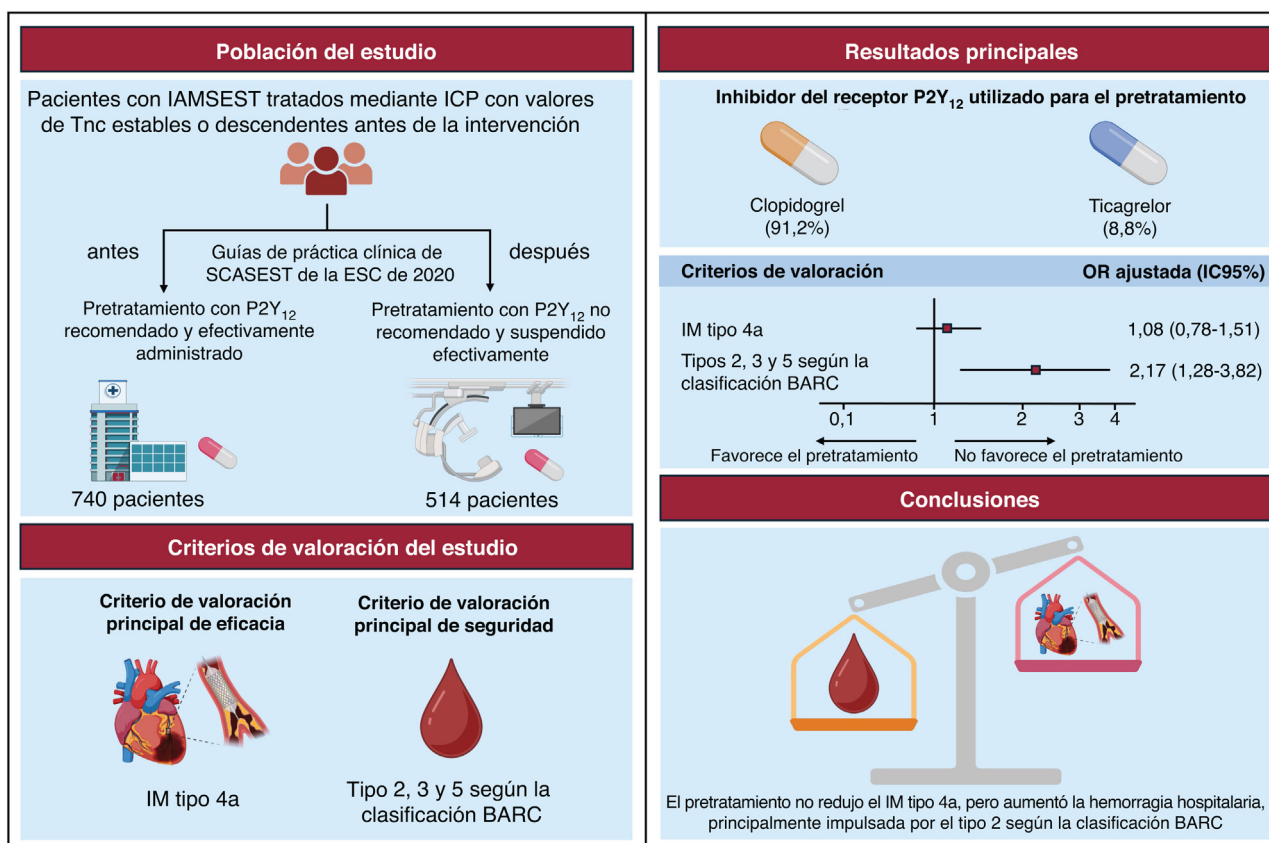 Población del estudio
Pacientes con IAMSEST tratados mediante ICP con valores
de Tnc estables o descendentes antes de la intervención
antes
Guías de práctica clínica de
SCASEST de la ESC de 2020
después
Pretratamiento con P2Y12
recomendado y efectivamente
administrado
Pretratamiento con P2Y12 no
recomendado y suspendido
efectivamente
740 pacientes
514 pacientes
Criterios de valoración del estudio
Criterio de valoración
principal de eficacia
Criterio de valoración
principal de seguridad
IM tipo 4a
Tipo 2, 3 y 5 según la
clasificación BARC
Resultados principales
Inhibidor del receptor P2Y12 utilizado para el pretratamiento
Clopidogrel
(91,2%)
Ticagrelor
(8,8%)
Criterios de valoración
OR ajustada (IC95%)
IM tipo 4a
1,08 (0,78-1,51)
Tipos 2, 3 y 5 según la
clasificación BARC
2,17 (1,28-3,82)
0,1 1 2 3 4
Favorece el pretratamiento
No favorece el pretratamiento
Conclusiones
El pretratamiento no redujo el IM tipo 4a, pero aumentó la hemorragia hospitalaria,
principalmente impulsada por el tipo 2 según la clasificación BARC